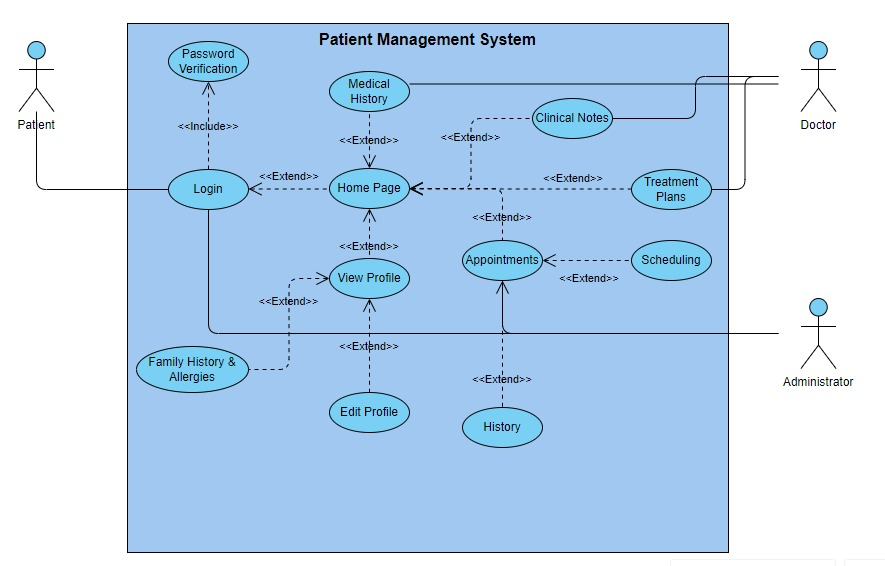 Patient Management System
Password
Verification
Medical
History
Clinical Notes
Patient
Doctor
<<Include>>
<<Extend>>
<<Extend>>
<<Extend>>
<<Extend>>
Login
Home Page
Treatment
Plans
<<Extend>>
<<Extend>>
Appointments
Scheduling
View Profile
<<Extend>>
<<Extend>>
<<Extend>>
Family History &
Allergies
Administrator
<<Extend>>
Edit Profile
History